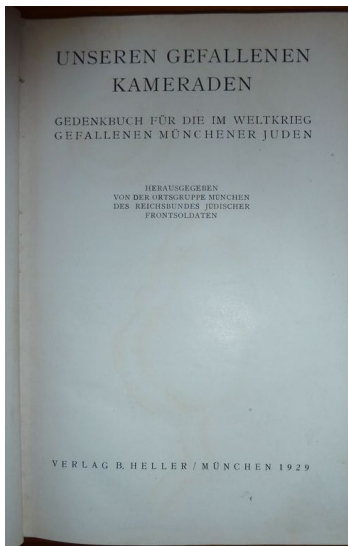 UNSEREN GEFALLENEN
KAMERADEN
GEDENKBUCH FÜR DIE IM WELTKRIEG
GEFALLENEN MÜNCHENER JUDEN
HERAUSGEGEBEN
VON DER ORTSGRUPPE MÜNCHEN
DES REICHSBUNDES JÜDISCHER
FRONTSOLDATEN
VERLAG B. HELLER / MÜNCHEN 1929